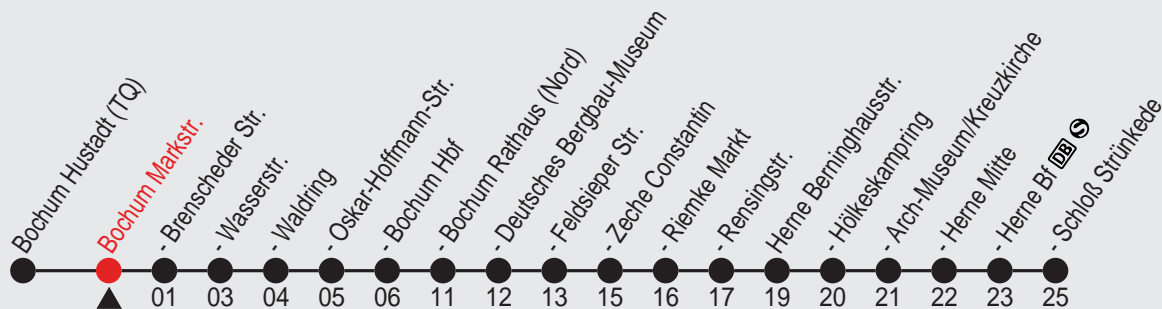 Bochum Hustadt (TQ)
Bochum Markstr.
- Brenscheder Str.
- Wasserstr.
- Waldring
- Oskar-Hoffmann-Str.
- Bochum Hbf
- Bochum Rathaus (Nord)
- Deutsches Bergbau-Museum
- Feldsieper Str.
- Zeche Constantin
- Riemke Markt
- Rensingstr.
Herne Berninghausstr.
- Hölkeskampring
- Arch-Museum/Kreuzkirche
- Herne Mitte
- Herne Bf DB S
- Schloß Strünkede
01 03 04 05 06 11 12 13 15 16 17 19 20 21 22 23 25